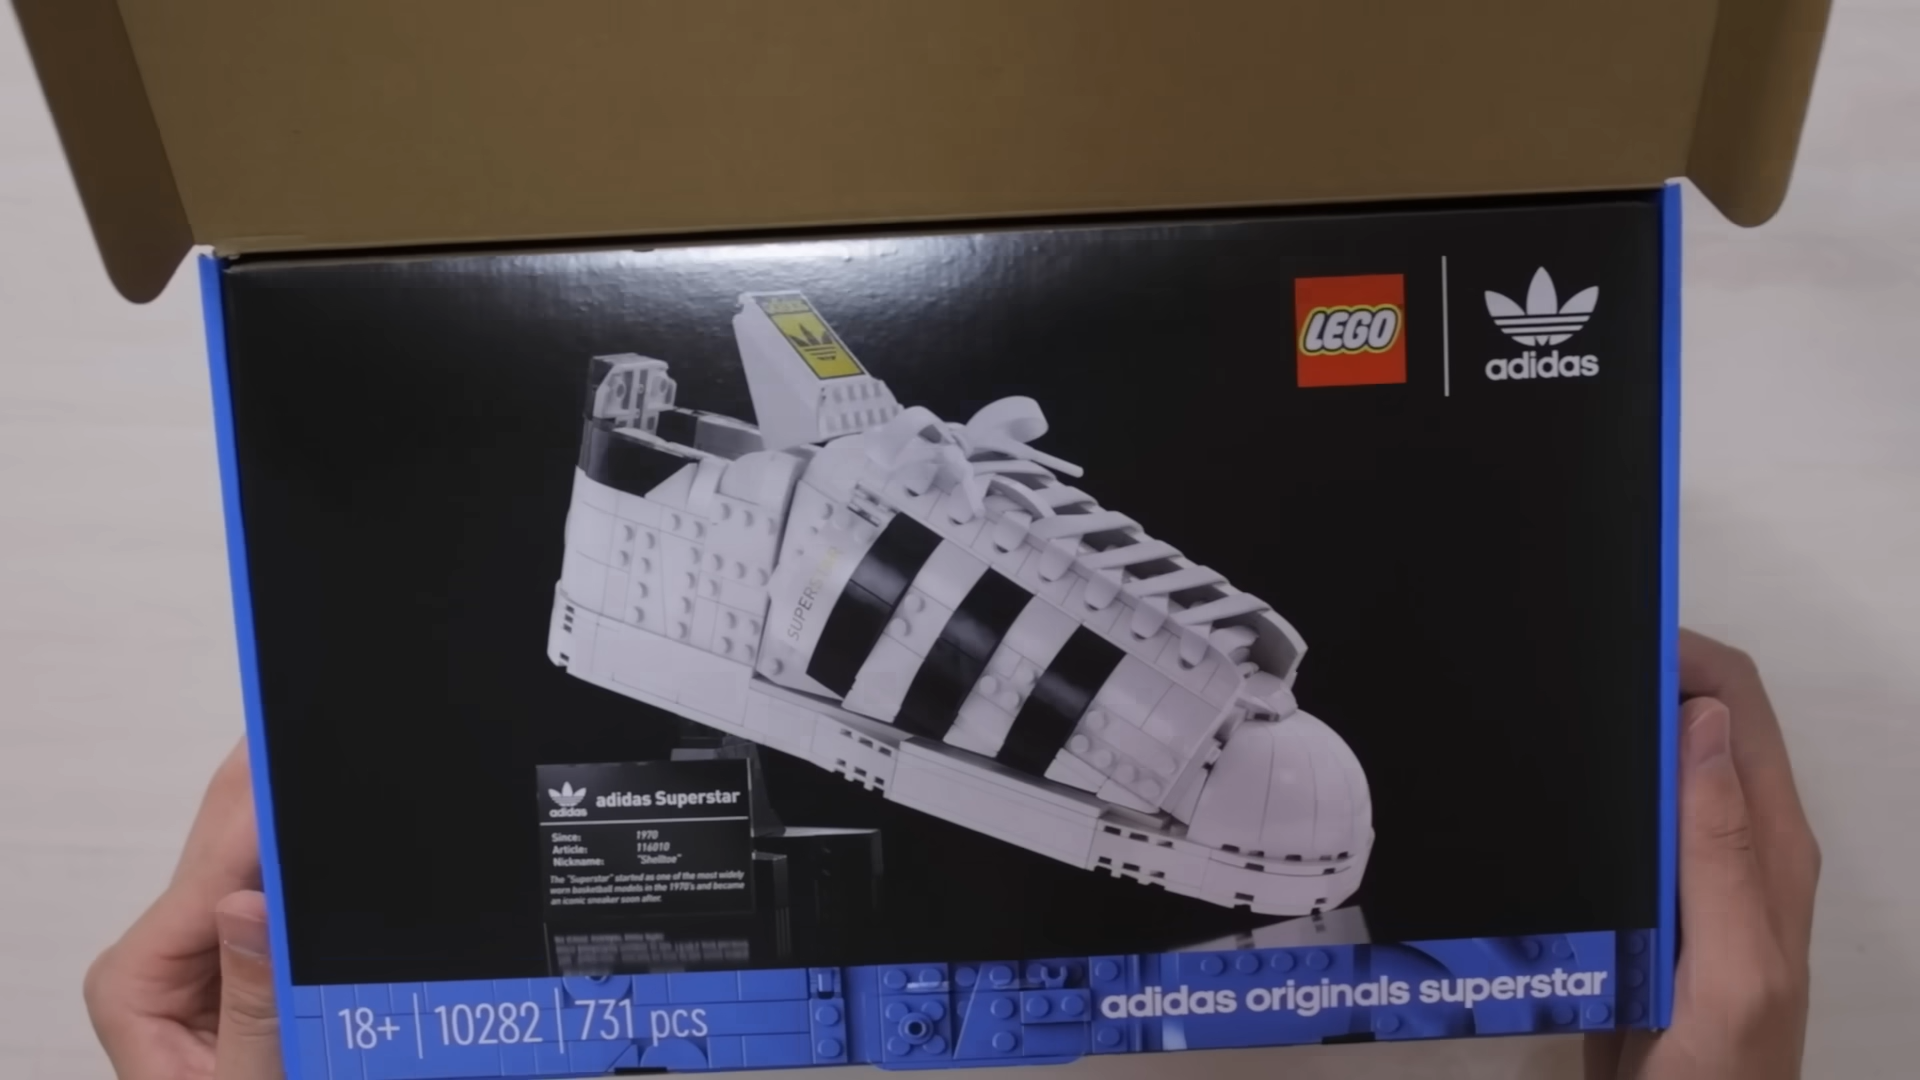 LEGO
adidas
SUPERSTAR
adidas
adidas Superstar
Since: 1970
Article: 116010
Nickname: "Shelltoe"
The "Superstar" started as one of the most widely
worn basketball models in the 1970's and became
an iconic sneaker soon after.
18+ 10282 731 pcs
adidas originals superstar